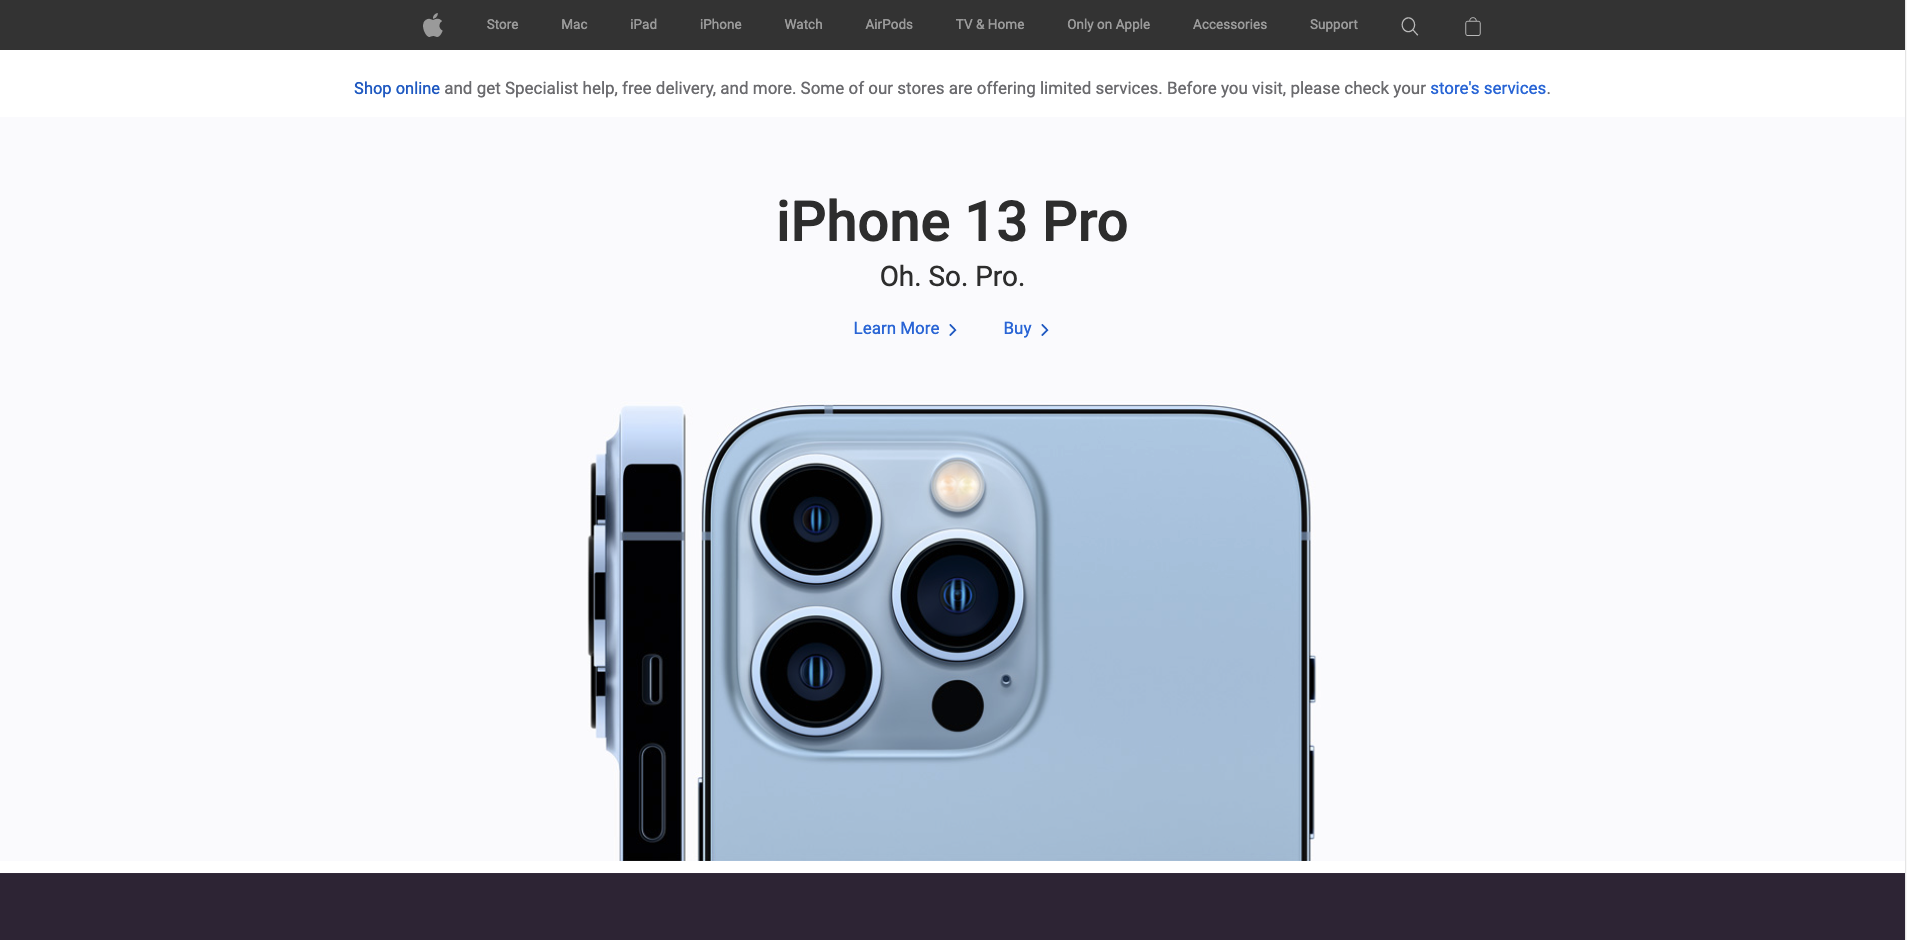 Store Mac iPad iPhone Watch AirPods TV & Home Only on Apple Accessories Support
Shop online and get Specialist help, free delivery, and more. Some of our stores are offering limited services. Before you visit, please check your store's services.
iPhone 13 Pro
Oh. So. Pro.
Learn More Buy